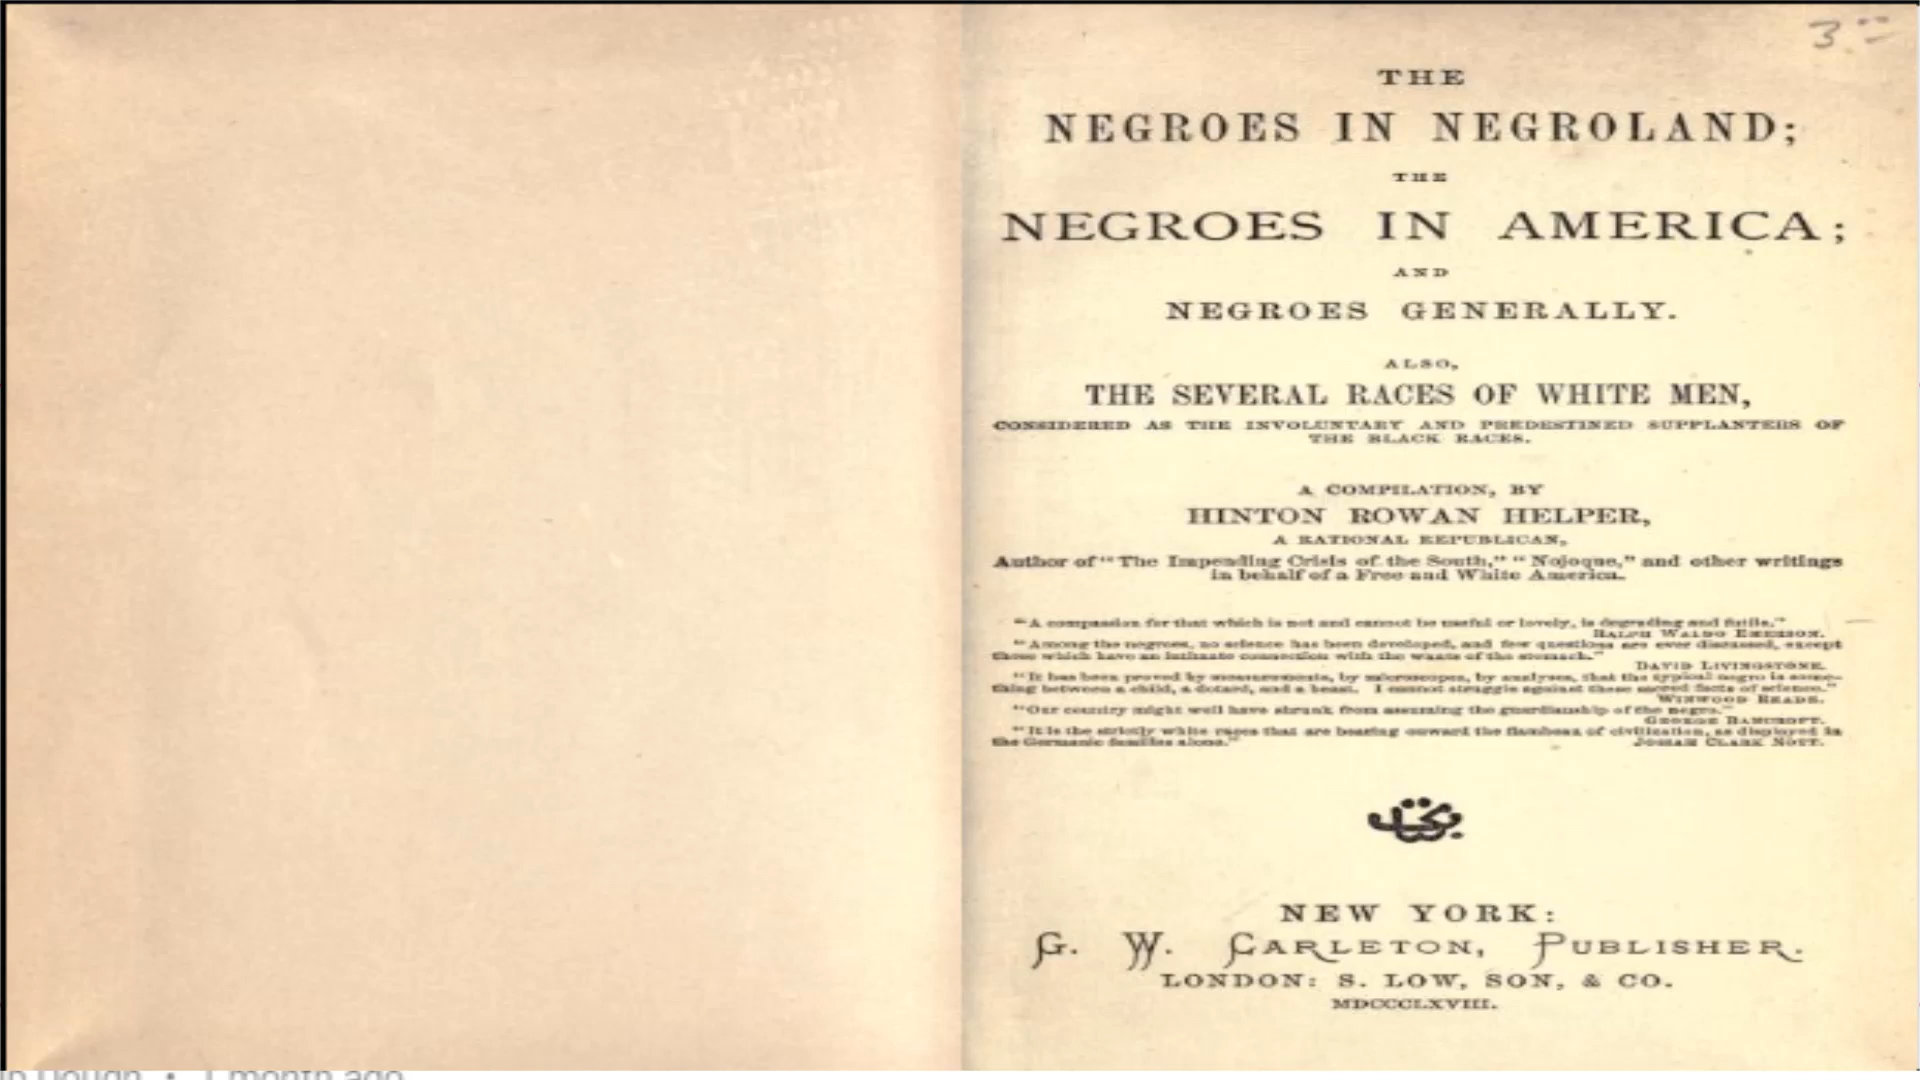 3.00
THE
NEGROES IN NEGROLAND;
THE
NEGROES IN AMERICA;
AND
NEGROES GENERALLY.
ALSO,
THE SEVERAL RACES OF WHITE MEN,
CONSIDERED AS THE INVOLUNTARY AND PREDESTINED SUPPLANTERS OF
THE BLACK RACES.
A COMPILATION, BY
HINTON ROWAN HELPER,
A RATIONAL REPUBLICAN,
Author of "The Impending Crisis of the South," "Nojoque," and other writings
in behalf of a Free and White America.
"A compassion for that which is not and cannot be useful or lovely, is degrading and futile."
RALPH WALDO EMERSON.
"Among the negroes, no science has been developed, and few questions are ever discussed, except
those which have an intimate connection with the wants of the stomach."
DAVID LIVINGSTONE.
"It has been proved by measurements, by microscopes, by analyses, that the typical negro is some-
thing between a child, a dotard, and a beast. I cannot struggle against these sacred facts of science."
WINWOOD READE.
"Our country might well have shrunk from assuming the guardianship of the negro."
GEORGE BANCROFT.
"It is the strictly white races that are bearing onward the flambeau of civilization, as displayed in
the Germanic families alone."
JOSIAH CLARK NOTT.
NEW YORK:
G. W. CARLETON, PUBLISHER.
LONDON: S. LOW, SON, & CO.
MDCCCLXVIII.
1 month ago